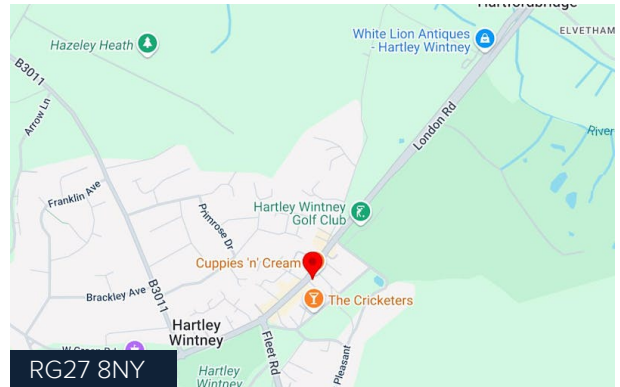 Hartfordbridge
White Lion Antiques
- Hartley Wintney
ELVETHAM
Hazeley Heath
B3011
Arrow Ln
London Rd
River
Franklin Ave
Primrose Dr
Hartley Wintney
Golf Club
Cuppies 'n' Cream
Brackley Ave
B3011
The Cricketers
Hartley
Wintney
Fleet Rd
Pleasant
Hartley
Wintney
RG27 8NY